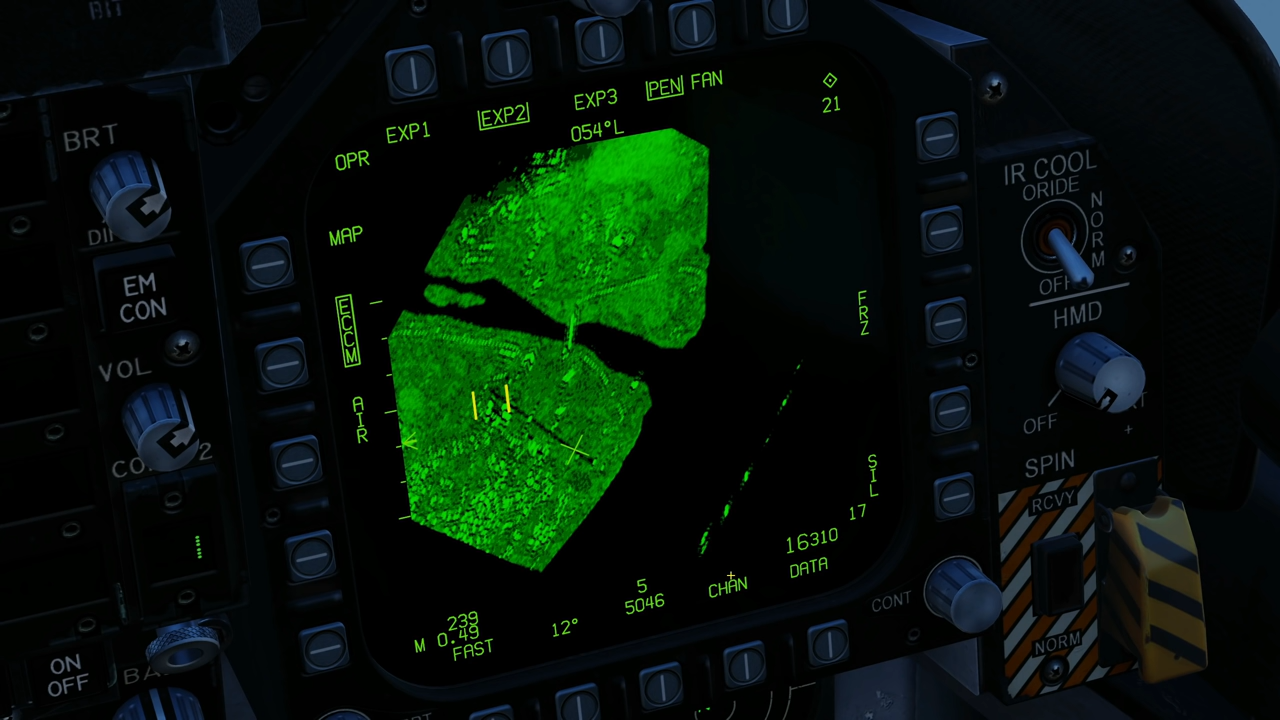 BIT
BRT
EM
CON
VOL
ON
OFF
EXP1 EXP2 EXP3 PEN FAN
OPR
054°L
21
MAP
ECCM
AIR
FRZ
SIL
17
16310
DATA
CHAN
5
5046
12°
239
M 0.49
FAST
IR COOL
ORIDE
NORM
OFF
HMD
OFF
SPIN
RCVY
NORM
CONT